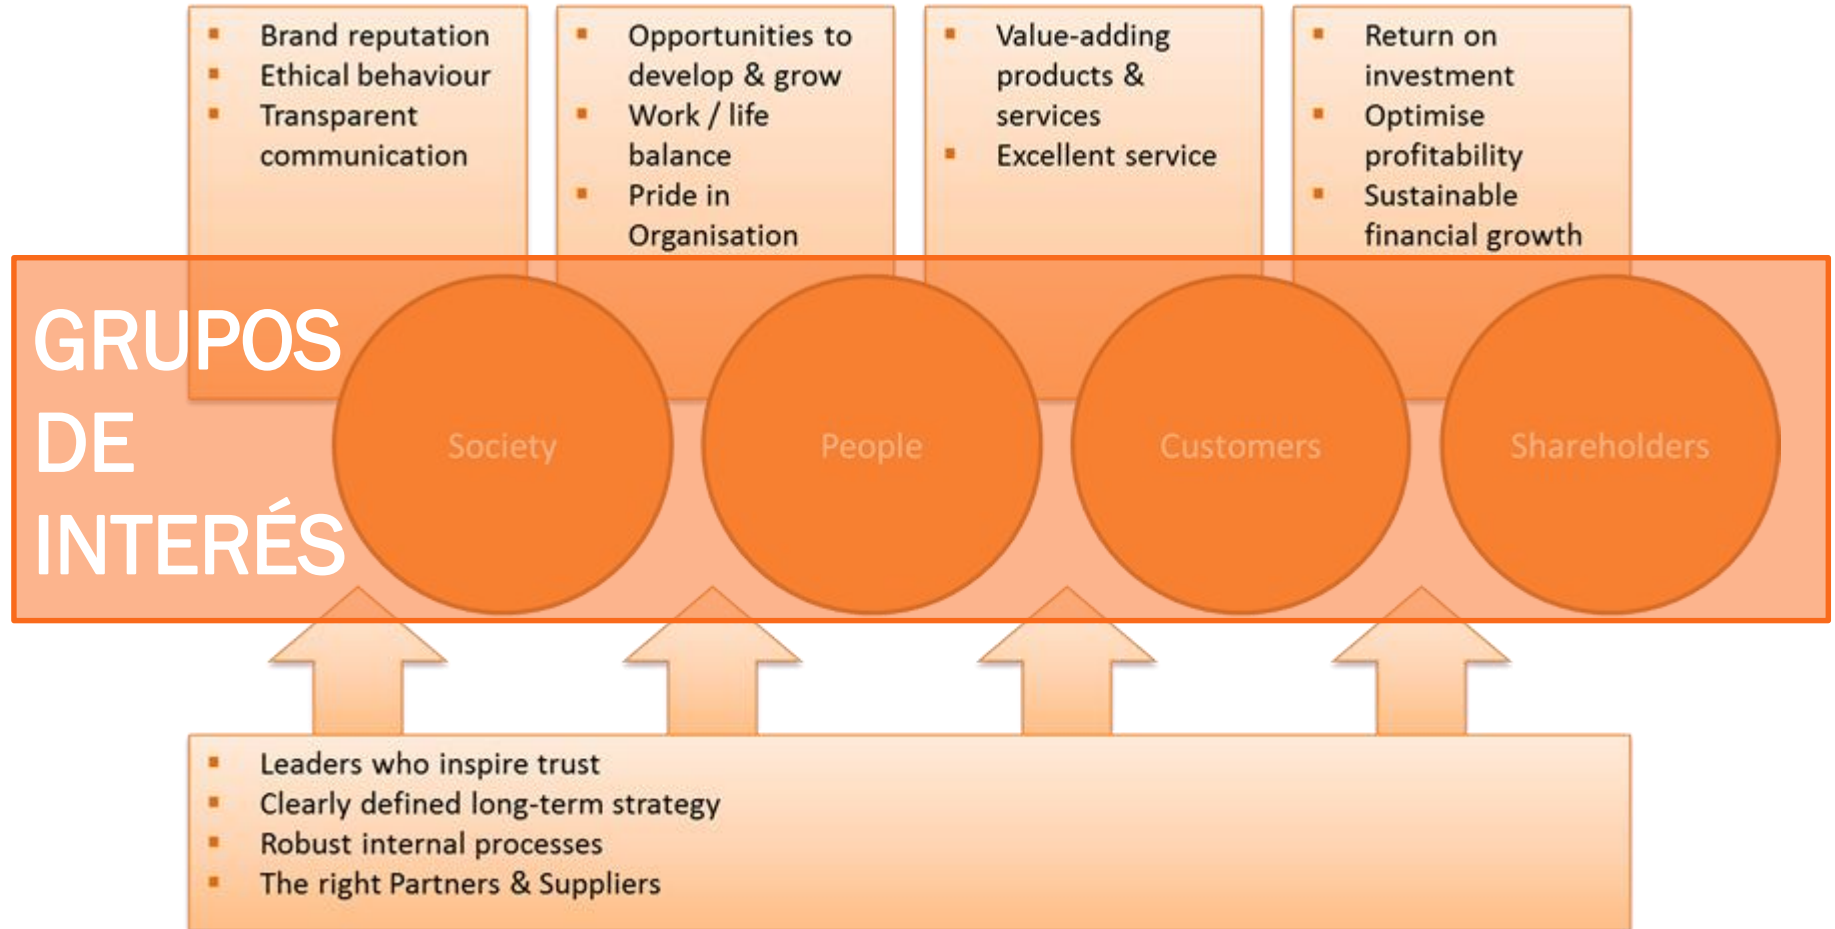 Brand reputation
Ethical behaviour
Transparent
communication
Opportunities to
develop & grow
Work / life
balance
Pride in
Organisation
Value-adding
products &
services
Excellent service
Return on
investment
Optimise
profitability
Sustainable
financial growth
GRUPOS
DE
INTERÉS
Society
People
Customers
Shareholders
Leaders who inspire trust
Clearly defined long-term strategy
Robust internal processes
The right Partners & Suppliers